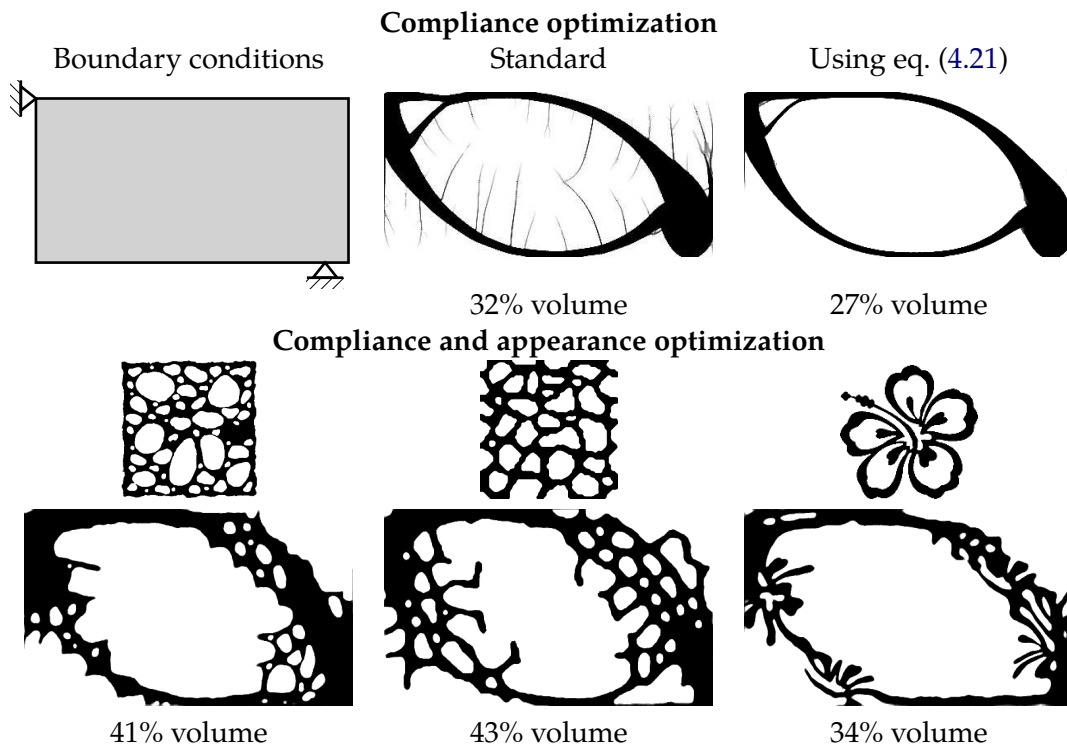 Compliance optimization
Boundary conditions Standard Using eq. (4.21)
32% volume 27% volume
Compliance and appearance optimization
41% volume 43% volume 34% volume